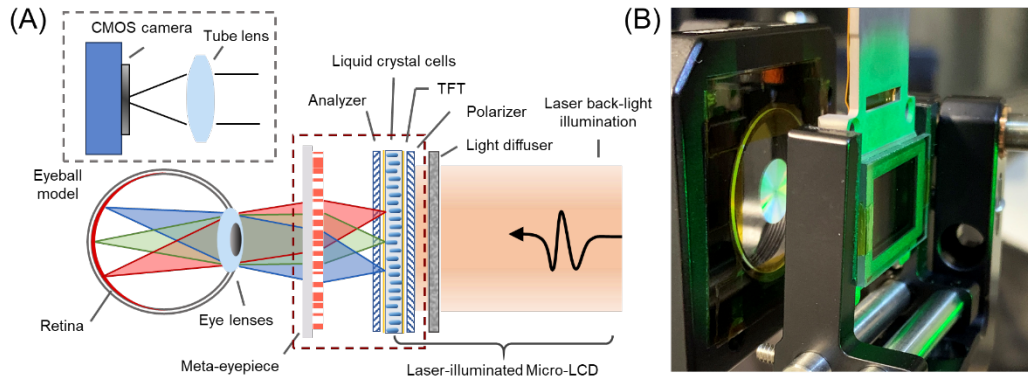 (A)
CMOS camera
Tube lens
Liquid crystal cells
TFT
Analyzer
Polarizer
Laser back-light
illumination
Light diffuser
Eyeball
model
Retina
Eye lenses
Meta-eyepiece
Laser-illuminated Micro-LCD
(B)